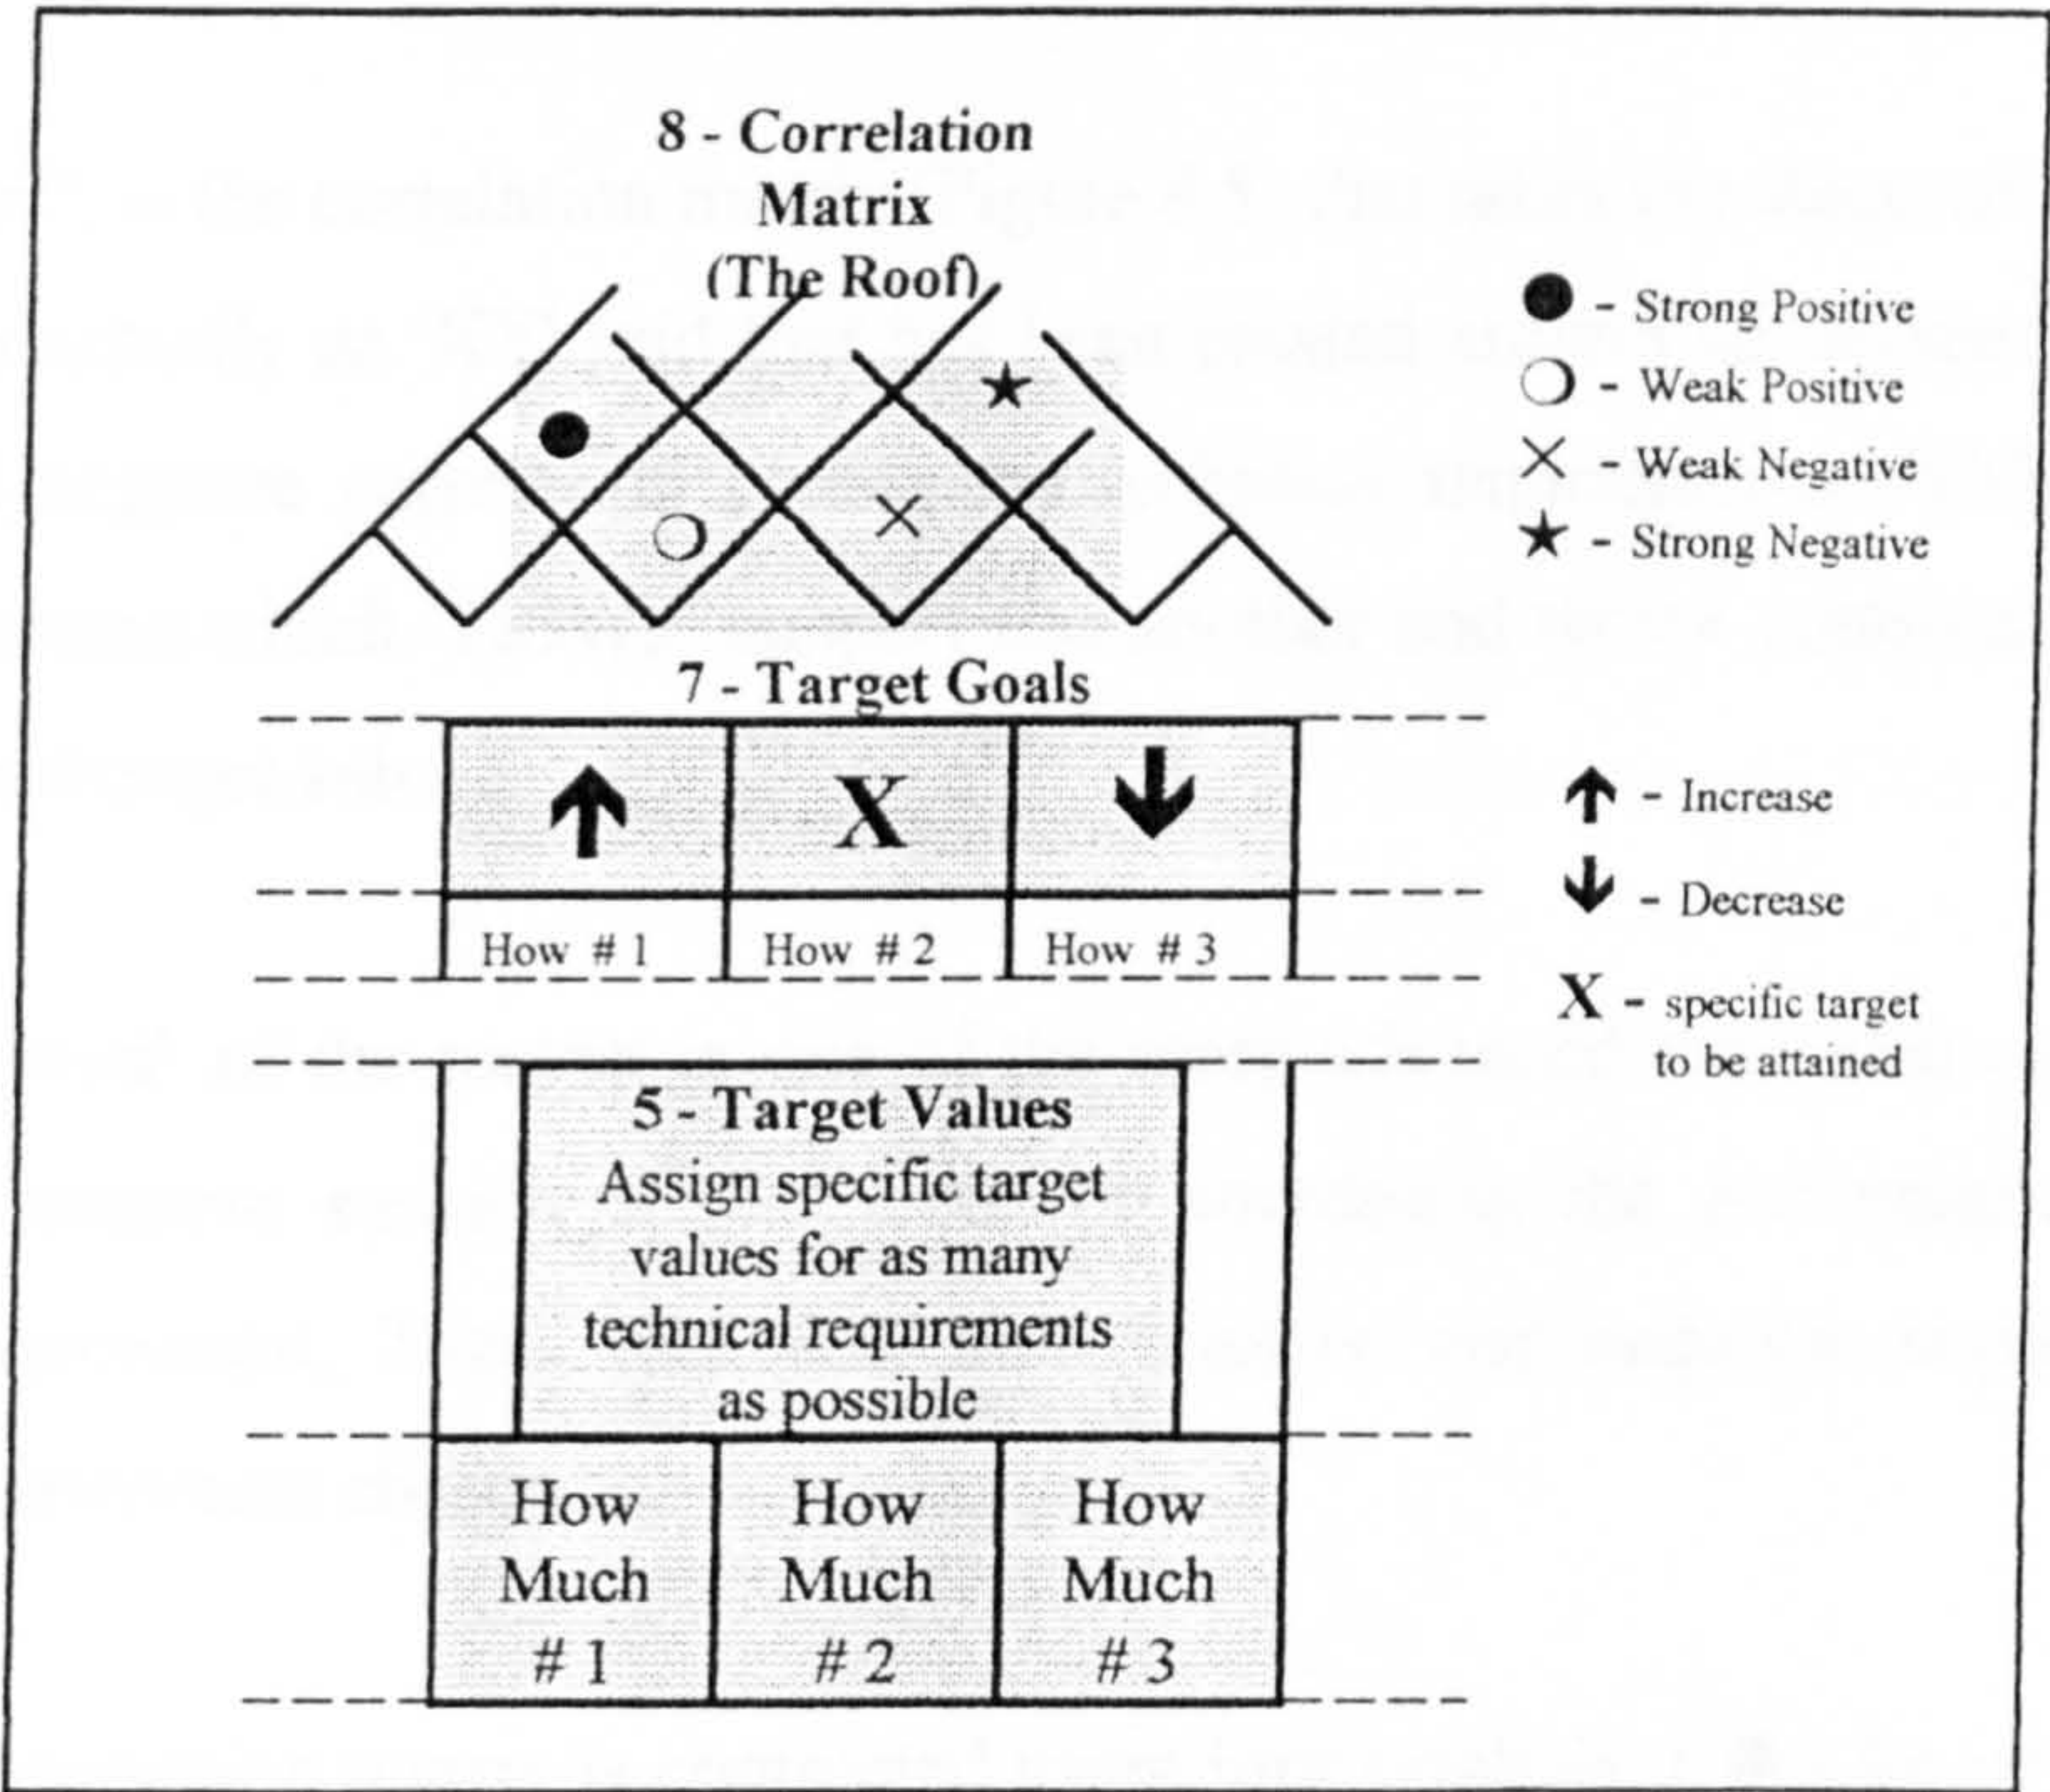 8 - Correlation
Matrix
(The Roof)
- Strong Positive
- Weak Positive
- Weak Negative
- Strong Negative
7 - Target Goals
X
How # 1 How # 2 How # 3
- Increase
- Decrease
X - specific target
to be attained
5 - Target Values
Assign specific target
values for as many
technical requirements
as possible
How Much # 1
How Much # 2
How Much # 3